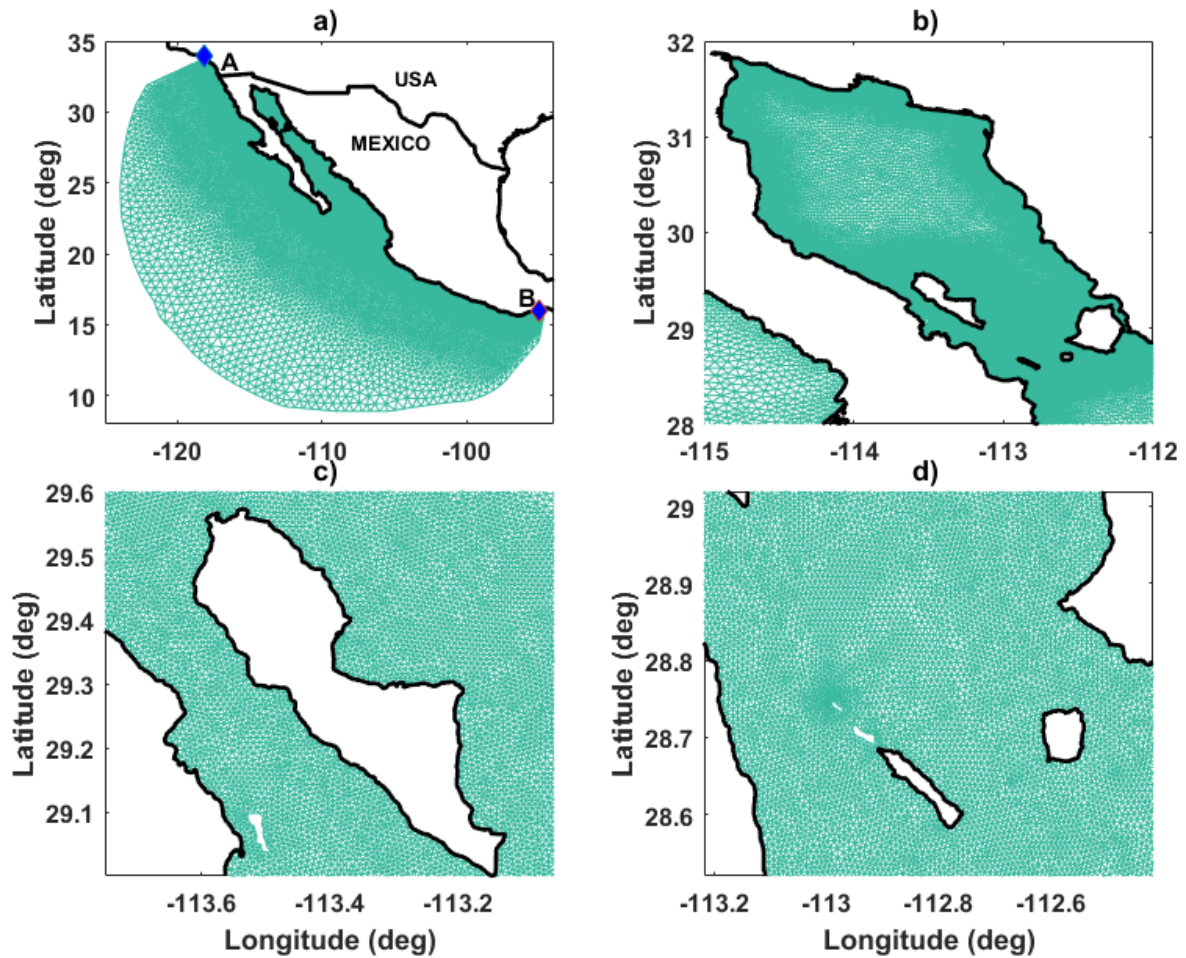 a)
35
30
25
20
15
10
Latitude (deg)
A
USA
MEXICO
B
-120
-110
-100
b)
32
31
30
29
28
Latitude (deg)
-115
-114
-113
-112
c)
29.6
29.5
29.4
29.3
29.2
29.1
Latitude (deg)
-113.6
-113.4
-113.2
Longitude (deg)
d)
29
28.9
28.8
28.7
28.6
Latitude (deg)
-113.2
-113
-112.8
-112.6
Longitude (deg)